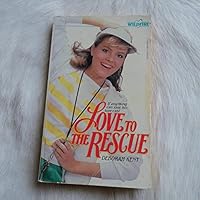 WILDFIRE
LOVE TO
THE RESCUE
DEBORAH KENT